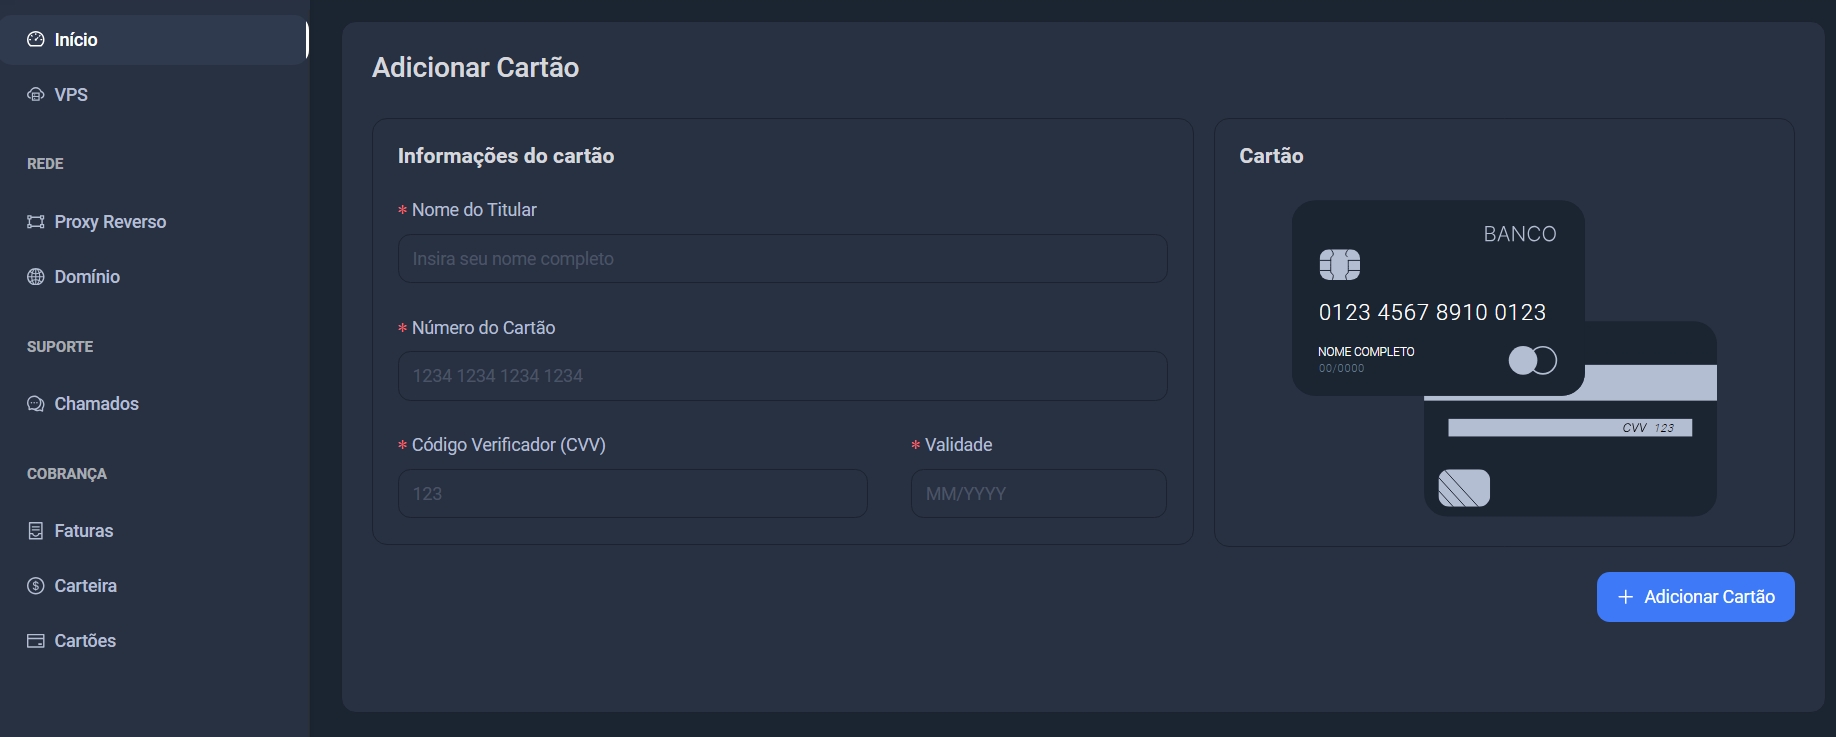 Início
VPS
REDE
Proxy Reverso
Domínio
SUPORTE
Chamados
COBRANÇA
Faturas
Carteira
Cartões
Adicionar Cartão
Informações do cartão
* Nome do Titular
Insira seu nome completo
* Número do Cartão
1234 1234 1234 1234
* Código Verificador (CVV)
123
* Validade
MM/YYYY
Cartão
BANCO
0123 4567 8910 0123
NOME COMPLETO
00/0000
CVV 123
+ Adicionar Cartão